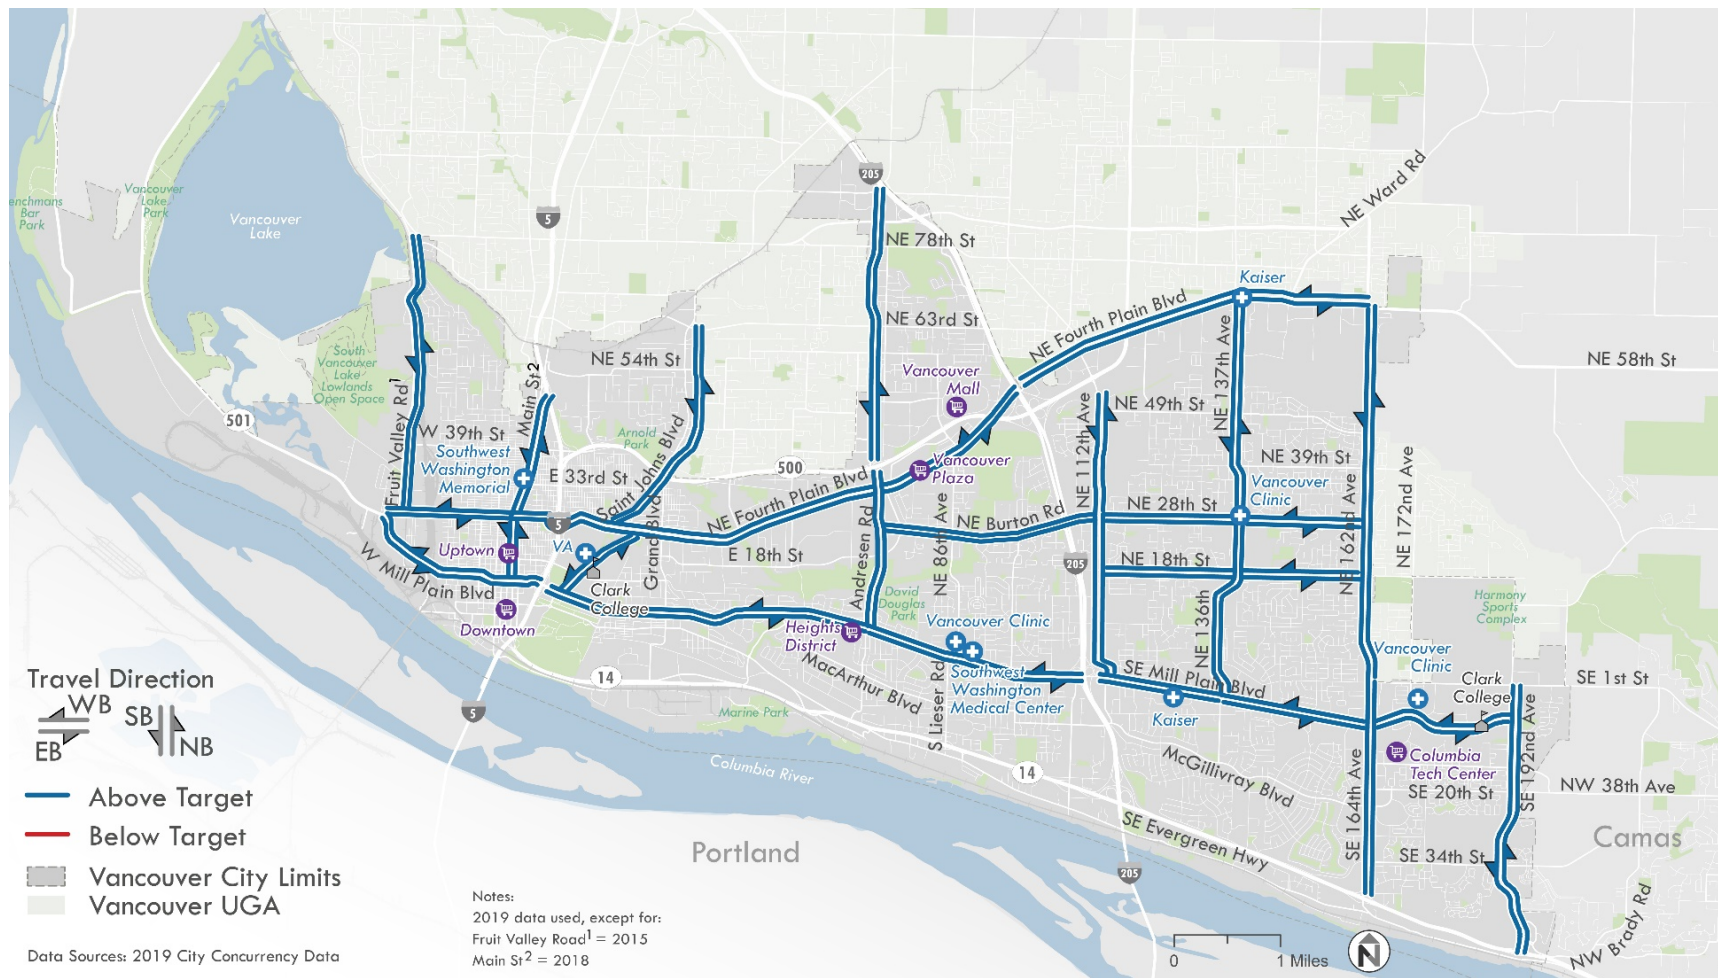 205
NE Ward Rd
enchmans
Bar
Park
Vancouver
Lake
Park
Vancouver
Lake
5
NE 78th St
Kaiser
NE 63rd St
NE Fourth Plain Blvd
NE 137th Ave
NE 54th St
NE 58th St
South
Vancouver
Lake
Lowlands
Open Space
Vancouver
Mall
Main St2
Fruit Valley Rd1
501
W 39th St
Arnold
Park
NE 112th Ave
NE 49th St
Southwest
Washington
Memorial
E 33rd St
Saint Johns Blvd
500
Vancouver
Plaza
NE 39th St
Vancouver
Clinic
NE 162nd Ave
NE 172nd Ave
NE Fourth Plain Blvd
NE 28th St
NE Burton Rd
5
Grand Blvd
Uptown
VA
E 18th St
Andresen Rd
NE 86th Ave
205
NE 18th St
W Mill Plain Blvd
Clark
College
David
Douglas
Park
NE 136th
Harmony
Sports
Complex
Downtown
Heights
District
Vancouver Clinic
MacArthur Blvd
S Lieser Rd
Southwest
Washington
Medical Center
SE Mill Plain Blvd
Kaiser
Vancouver
Clinic
Clark
College
SE 1st St
14
5
Marine Park
Columbia River
14
McGillivray Blvd
SE 164th Ave
Columbia
Tech Center
SE 20th St
SE 192nd Ave
NW 38th Ave
SE Evergreen Hwy
Portland
Camas
SE 34th St
205
NW Brady Rd
Travel Direction
WB
SB
EB
NB
Above Target
Below Target
Vancouver City Limits
Vancouver UGA
Data Sources: 2019 City Concurrency Data
Notes:
2019 data used, except for:
Fruit Valley Road1 = 2015
Main St2 = 2018
0 1 Miles
N